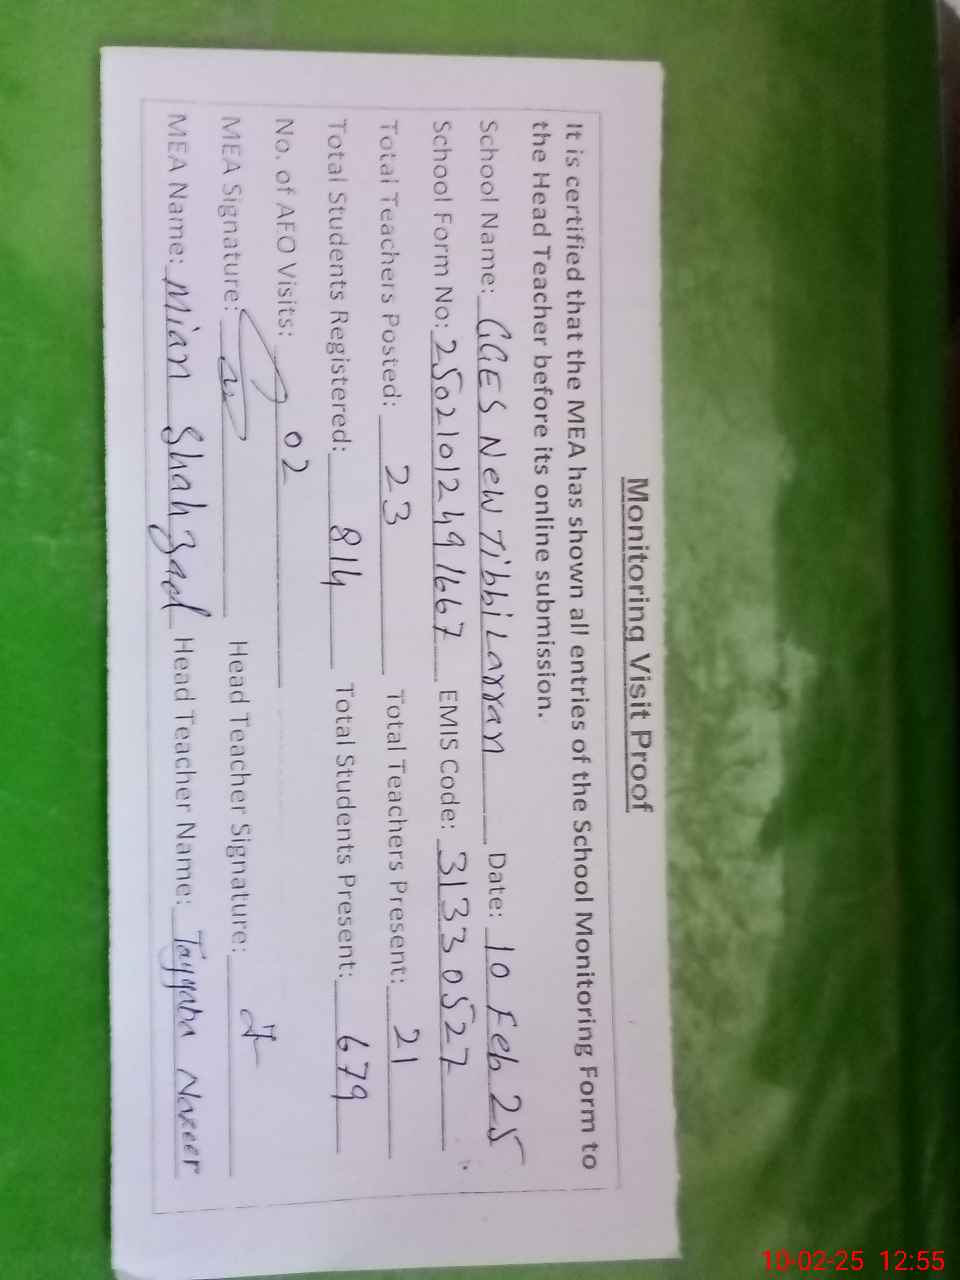 Monitoring Visit Proof
It is certified that the MEA has shown all entries of the School Monitoring Form to
the Head Teacher before its online submission.
School Name: GGES New Tibbi Larran Date: 10 Feb 25
School Form No: 25021012491667 EMIS Code: 31330527
Total Teachers Posted: 23 Total Teachers Present: 21
Total Students Registered: 814 Total Students Present: 679
No. of AEO Visits: 02
MEA Signature: Head Teacher Signature:
MEA Name: Mian Shahzad Head Teacher Name: Tayyaba Nazeer
10-02-25 12:55